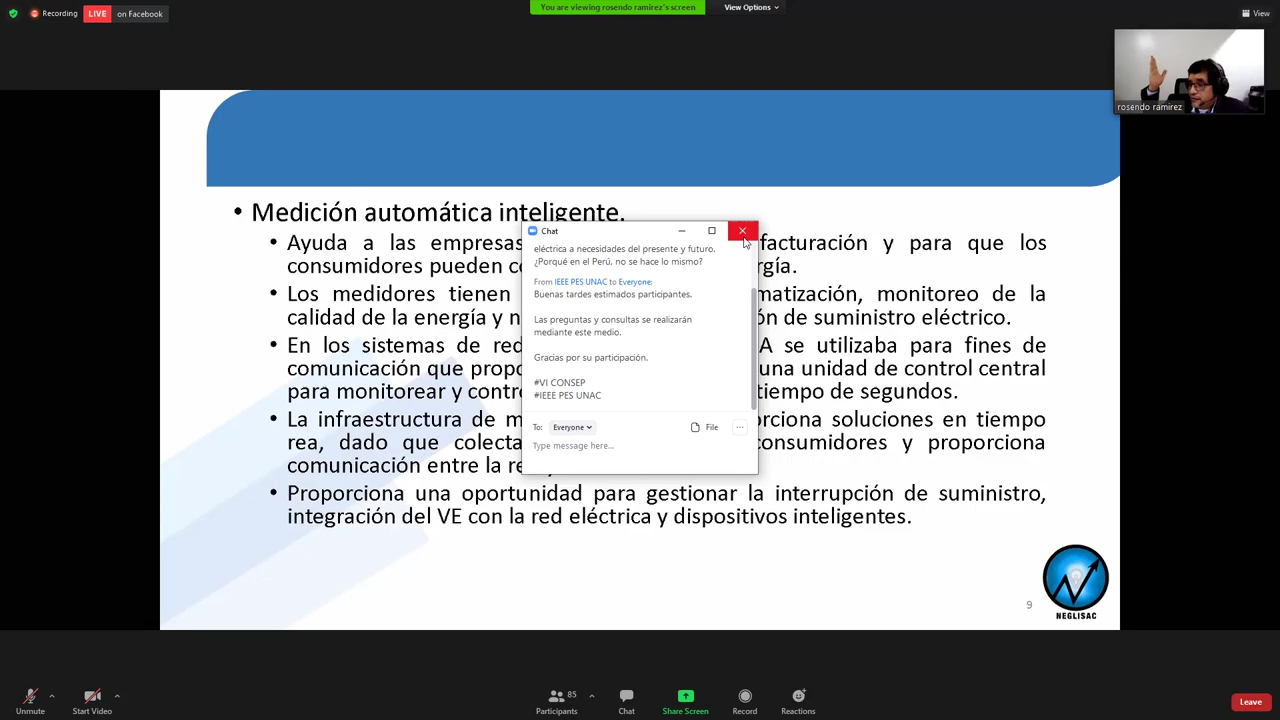 Recording
LIVE
on Facebook
You are viewing rosendo ramirez's screen
View Options
View
rosendo ramirez
• Medición automática inteligente.
• Ayuda a las empresas facturación y para que los
consumidores pueden co rgía.
• Los medidores tienen matización, monitoreo de la
calidad de la energía y n ón de suministro eléctrico.
• En los sistemas de red A se utilizaba para fines de
comunicación que propo una unidad de control central
para monitorear y contro tiempo de segundos.
• La infraestructura de m rciona soluciones en tiempo
rea, dado que colecta consumidores y proporciona
comunicación entre la re
• Proporciona una oportunidad para gestionar la interrupción de suministro,
integración del VE con la red eléctrica y dispositivos inteligentes.
Chat
eléctrica a necesidades del presente y futuro.
¿Porqué en el Perú, no se hace lo mismo?
From IEEE PES UNAC to Everyone:
Buenas tardes estimados participantes.
Las preguntas y consultas se realizarán
mediante este medio.
Gracias por su participación.
#VI CONSEP
#IEEE PES UNAC
To: Everyone
File
Type message here...
9
NEGLISAC
Unmute
Start Video
85
Participants
Chat
Share Screen
Record
Reactions
Leave